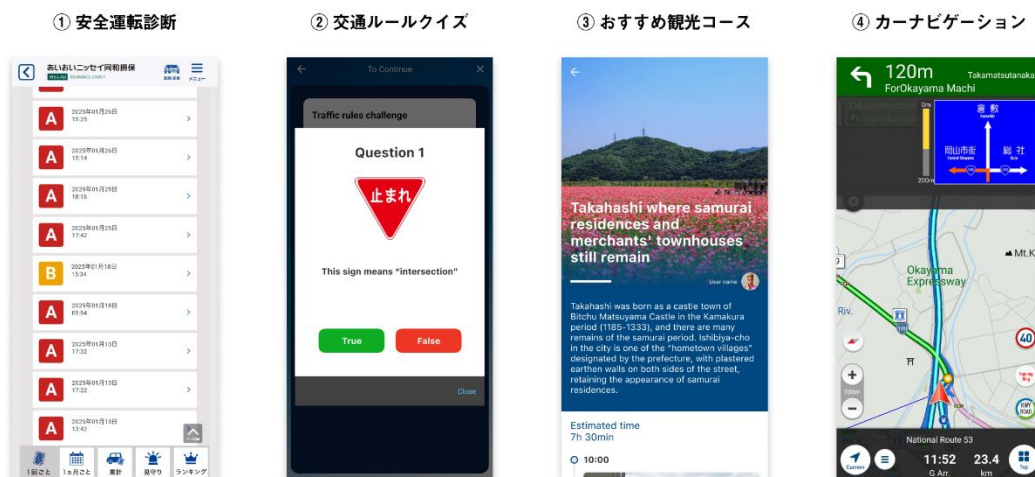 ① 安全運転診断
② 交通ルールクイズ
③ おすすめ観光コース
④ カーナビゲーション
あいおいニッセイ同和損保
メニュー
A
2025年01月26日
15:25
A
2025年01月26日
15:14
A
2025年01月25日
18:16
A
2025年01月25日
17:42
B
2025年01月18日
15:34
A
2025年01月18日
05:54
A
2025年01月13日
17:32
A
2025年01月13日
17:22
A
2025年01月13日
13:42
1回ごと
1ヵ月ごと
累計
見守り
ランキング
To Continue
Traffic rules challenge
Question 1
止まれ
This sign means "intersection"
True
False
Close
Takahashi where samurai
residences and
merchants' townhouses
still remain
User name
Takahashi was born as a castle town of
Bitchu Matsuyama Castle in the Kamakura
period (1185-1333), and there are many
remains of the samurai period. Ishibiya-cho
in the city is one of the "hometown villages"
designated by the prefecture, with plastered
earthen walls on both sides of the street,
retaining the appearance of samurai
residences.
Estimated time
7h 30min
10:00
120m
Takamatsutanaka
ForOkayama Machi
0m
200m
倉敷
岡山市街
総社
Mt.K
Okayama
Expressway
Riv.
40
National Route 53
Current
11:52
G Arr.
23.4
km
Top